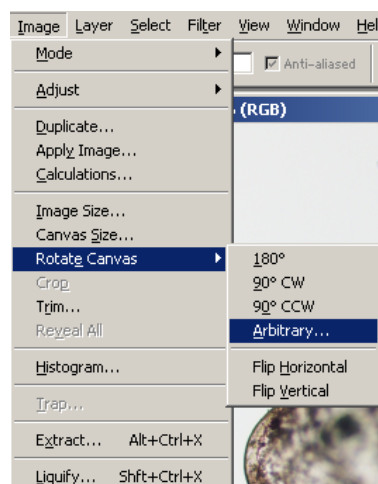 Image Layer Select Filter View Window Hel
Mode
Anti-aliased
Adjust
(RGB)
Duplicate...
Apply Image...
Calculations...
Image Size...
Canvas Size...
Rotate Canvas
180°
Crop
90° CW
Trim...
90° CCW
Reveal All
Arbitrary...
Histogram...
Flip Horizontal
Flip Vertical
Trap...
Extract... Alt+Ctrl+X
Liquify... Shft+Ctrl+X